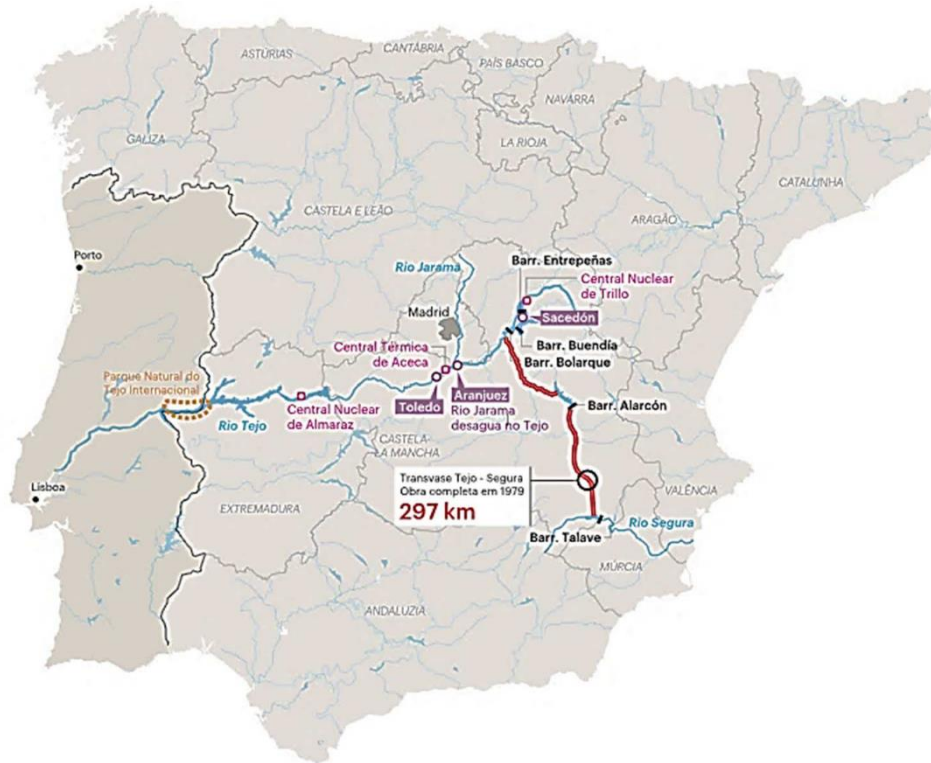 ASTÚRIAS
CANTÁBRIA
PAÍS BASCO
NAVARRA
GALIZA
LA RIOJA
CATALUNHA
CASTELA E LEÃO
ARAGÃO
Porto
Rio Jarama
Barr. Entrepeñas
Central Nuclear
de Trillo
Madrid
Sacedón
Central Térmica
de Aceca
Barr. Buendía
Barr. Bolarque
Parque Natural do
Tejo Internacional
Aranjuez
Rio Jarama
desagua no Tejo
Toledo
Central Nuclear
de Almaraz
Rio Tejo
Barr. Alarcón
CASTELA-
LA MANCHA
Transvase Tejo - Segura
Obra completa em 1979
297 km
Lisboa
VALÊNCIA
EXTREMADURA
Rio Segura
Barr. Talave
MÚRCIA
ANDALUZIA